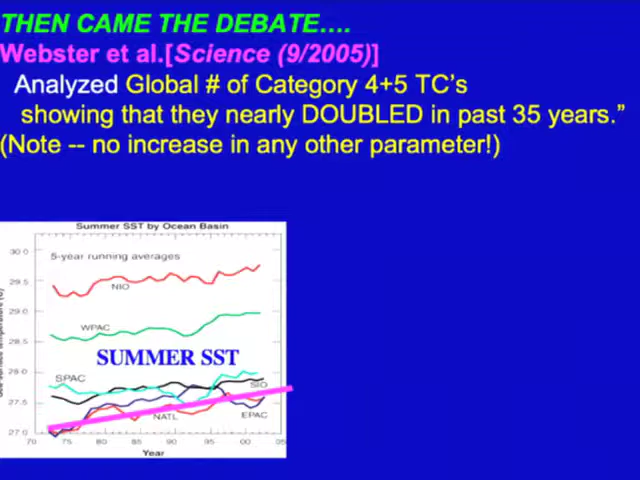 THEN CAME THE DEBATE….
Webster et al.[Science (9/2005)]
Analyzed Global # of Category 4+5 TC’s
showing that they nearly DOUBLED in past 35 years.”
(Note -- no increase in any other parameter!)
Summer SST by Ocean Basin
30 0
5-year running averages
29.5
NIO
29.0
WPAC
28.5
SUMMER SST
28.0
SPAC
SIO
27.5
NATL
EPAC
27.0
70 75 80 85 90 95 00 05
Year